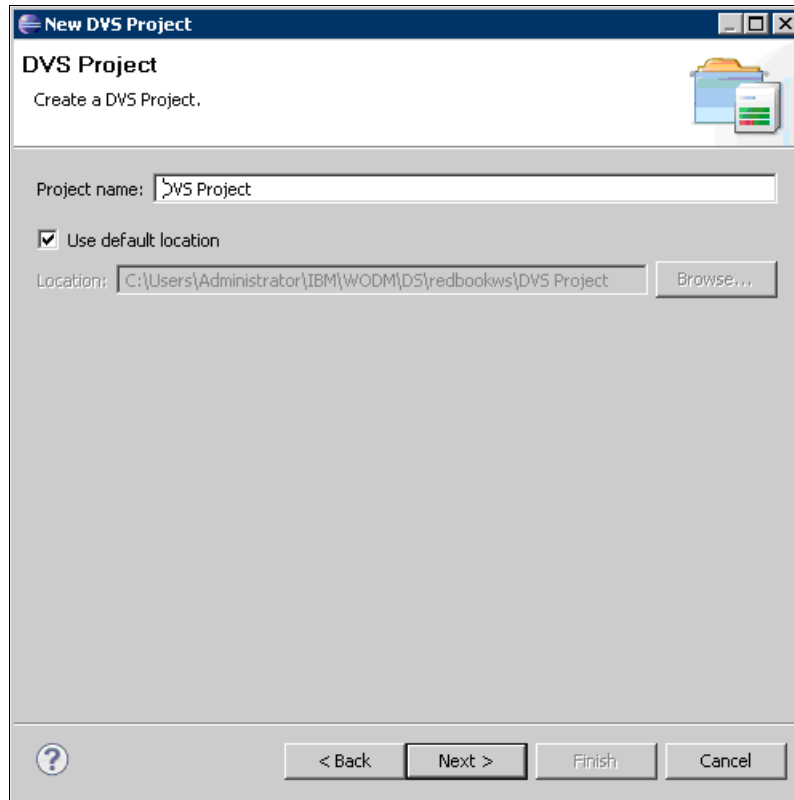 New DVS Project
DVS Project
Create a DVS Project.
Project name: DVS Project
Use default location
Location: C:\Users\Administrator\IBM\WODM\DS\redbookws\DVS Project Browse...
? < Back Next > Finish Cancel